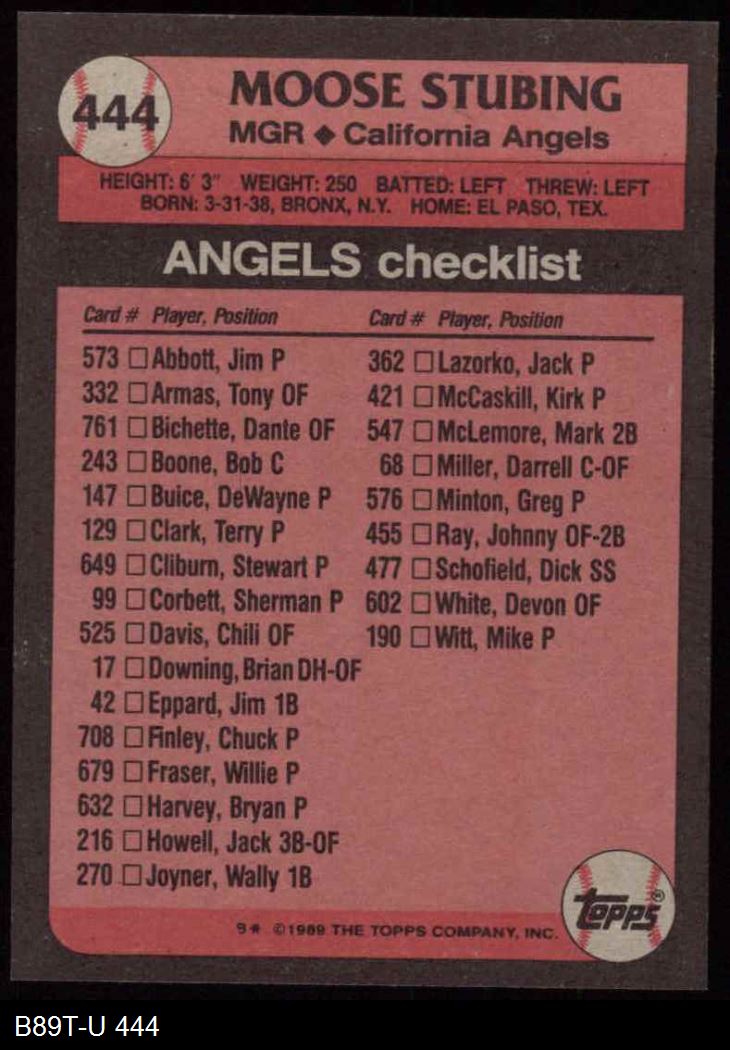 444
MOOSE STUBING
MGR ◆ California Angels
HEIGHT: 6' 3" WEIGHT: 250 BATTED: LEFT THREW: LEFT
BORN: 3-31-38, BRONX, N.Y. HOME: EL PASO, TEX.
ANGELS checklist
Card # Player, Position
573 □ Abbott, Jim P
332 □ Armas, Tony OF
761 □ Bichette, Dante OF
243 □ Boone, Bob C
147 □ Buice, DeWayne P
129 □ Clark, Terry P
649 □ Cliburn, Stewart P
99 □ Corbett, Sherman P
525 □ Davis, Chili OF
17 □ Downing, Brian DH-OF
42 □ Eppard, Jim 1B
708 □ Finley, Chuck P
679 □ Fraser, Willie P
632 □ Harvey, Bryan P
216 □ Howell, Jack 3B-OF
270 □ Joyner, Wally 1B
Card # Player, Position
362 □ Lazorko, Jack P
421 □ McCaskill, Kirk P
547 □ McLemore, Mark 2B
68 □ Miller, Darrell C-OF
576 □ Minton, Greg P
455 □ Ray, Johnny OF-2B
477 □ Schofield, Dick SS
602 □ White, Devon OF
190 □ Witt, Mike P
topps®
9* ©1989 THE TOPPS COMPANY, INC.
B89T-U 444